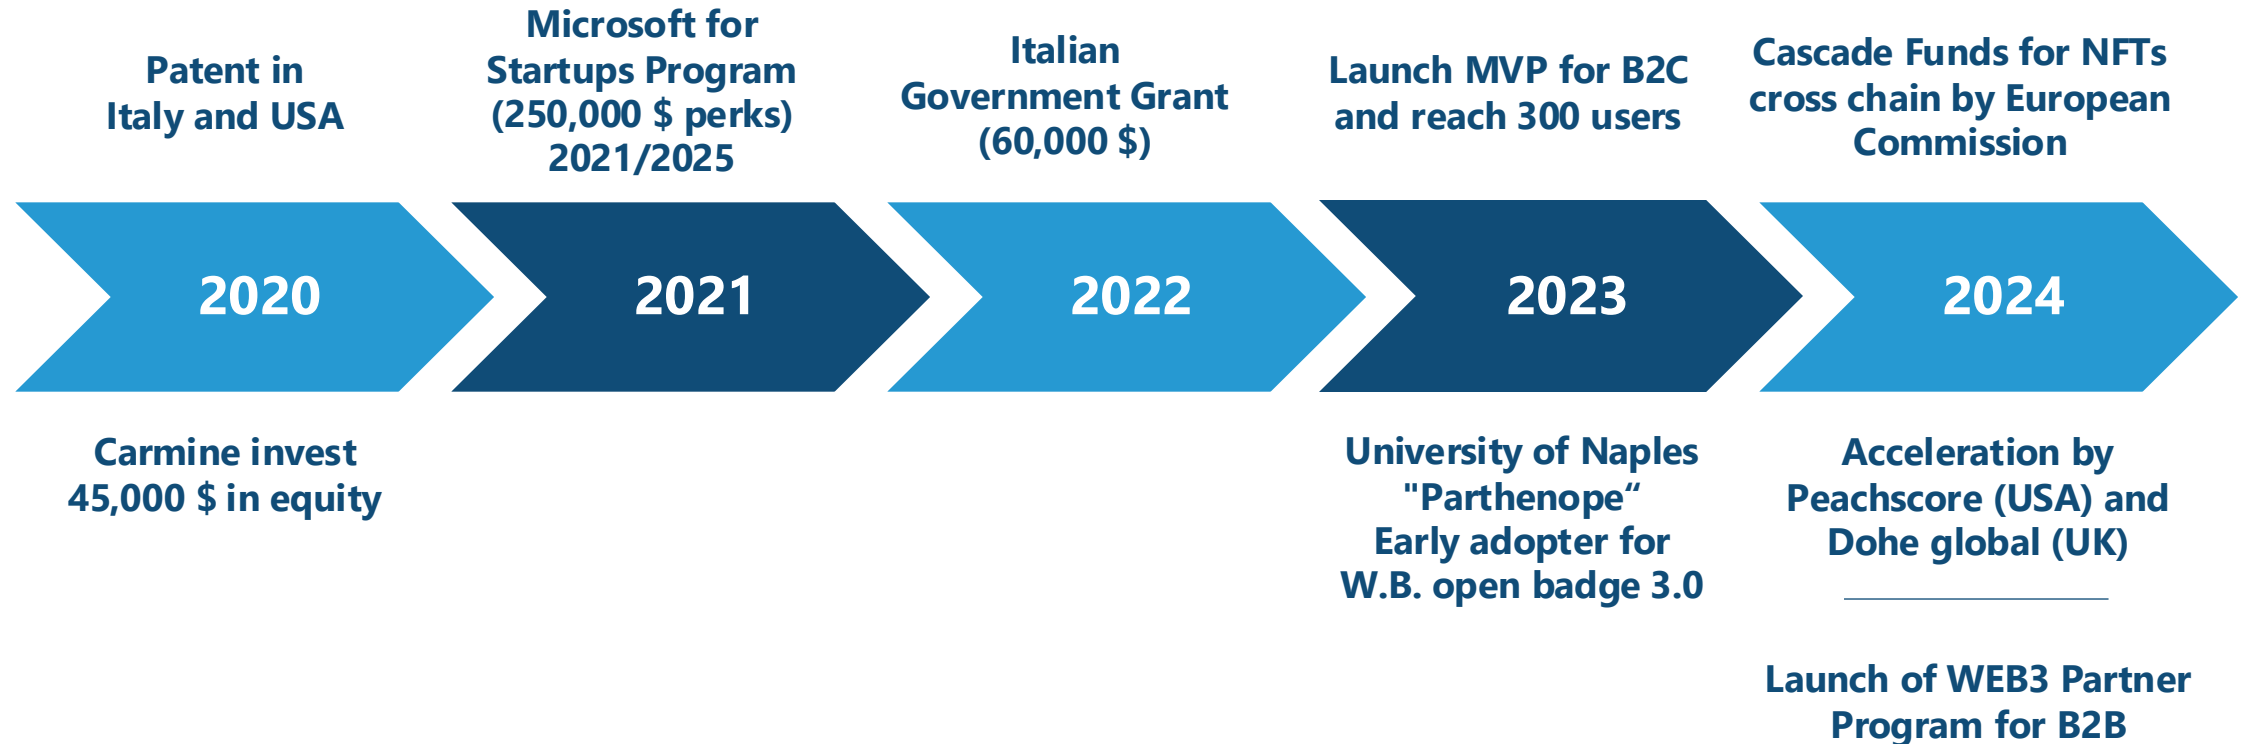 Patent in
Italy and USA
Microsoft for
Startups Program
(250,000 $ perks)
2021/2025
Italian
Government Grant
(60,000 $)
Launch MVP for B2C
and reach 300 users
Cascade Funds for NFTs
cross chain by European
Commission
2020
2021
2022
2023
2024
Carmine invest
45,000 $ in equity
University of Naples
"Parthenope“
Early adopter for
W.B. open badge 3.0
Acceleration by
Peachscore (USA) and
Dohe global (UK)
Launch of WEB3 Partner
Program for B2B